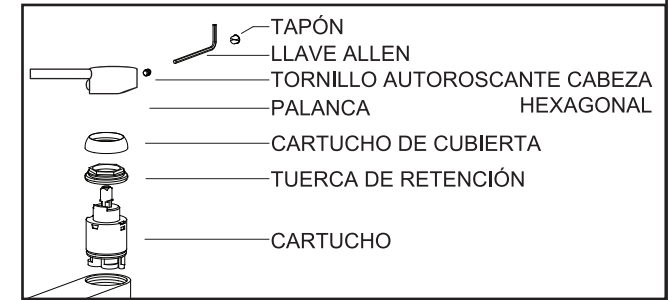 TAPÓN
LLAVE ALLEN
TORNILLO AUTOROSCANTE CABEZA
HEXAGONAL
PALANCA
CARTUCHO DE CUBIERTA
TUERCA DE RETENCIÓN
CARTUCHO